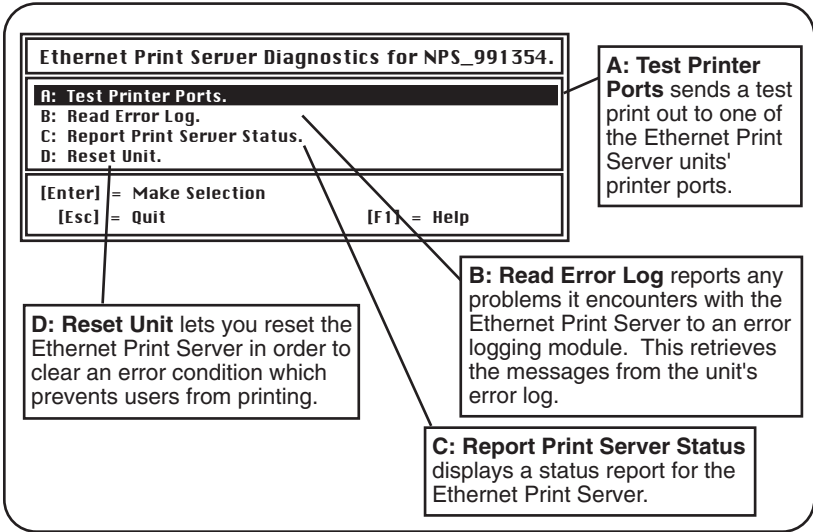 Ethernet Print Server Diagnostics for NPS_991354.
A: Test Printer Ports.
B: Read Error Log.
C: Report Print Server Status.
D: Reset Unit.
[Enter] = Make Selection
[Esc] = Quit [F1] = Help
A: Test Printer
Ports sends a test
print out to one of
the Ethernet Print
Server units'
printer ports.
B: Read Error Log reports any
problems it encounters with the
Ethernet Print Server to an error
logging module. This retrieves
the messages from the unit's
error log.
D: Reset Unit lets you reset the
Ethernet Print Server in order to
clear an error condition which
prevents users from printing.
C: Report Print Server Status
displays a status report for the
Ethernet Print Server.